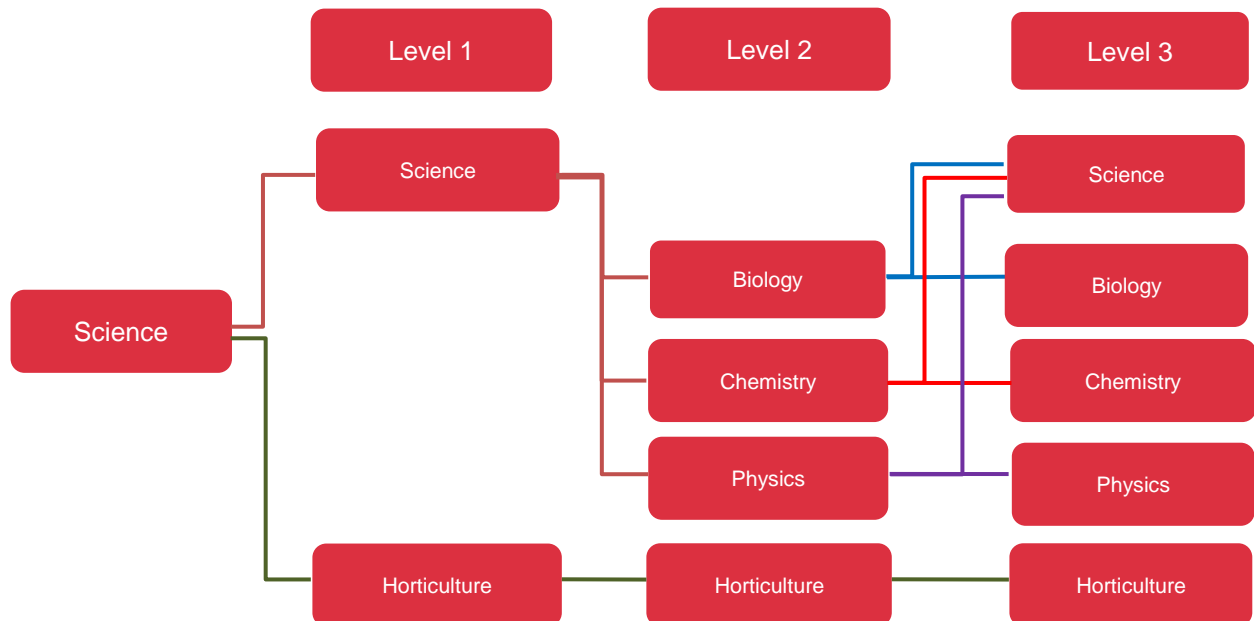 Level 1
Level 2
Level 3
Science
Science
Biology
Biology
Science
Chemistry
Chemistry
Physics
Physics
Horticulture
Horticulture
Horticulture